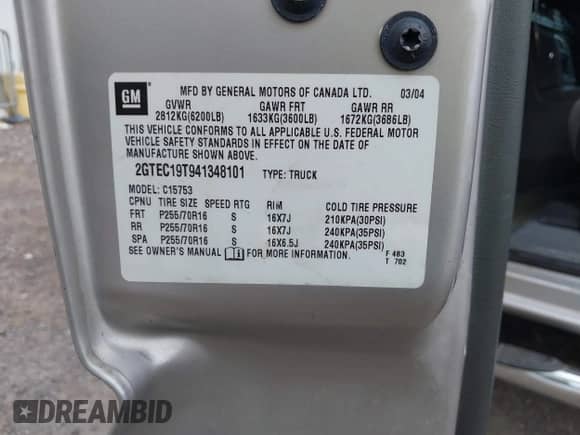 GM
MFD BY GENERAL MOTORS OF CANADA LTD. 03/04
GVWR GAWR FRT GAWR RR
2812KG(6200LB) 1633KG(3600LB) 1672KG(3686LB)
THIS VEHICLE CONFORMS TO ALL APPLICABLE U.S. FEDERAL MOTOR
VEHICLE SAFETY STANDARDS IN EFFECT ON THE DATE OF
MANUFACTURE SHOWN ABOVE.
2GTEC19T941348101 TYPE: TRUCK
MODEL: C15753
CPNU TIRE SIZE SPEED RTG RIM COLD TIRE PRESSURE
FRT P255/70R16 S 16X7J 210KPA(30PSI)
RR P255/70R16 S 16X7J 240KPA(35PSI)
SPA P255/70R16 S 16X6.5J 240KPA(35PSI)
SEE OWNER'S MANUAL FOR MORE INFORMATION. F 483
T 702
DREAMBID